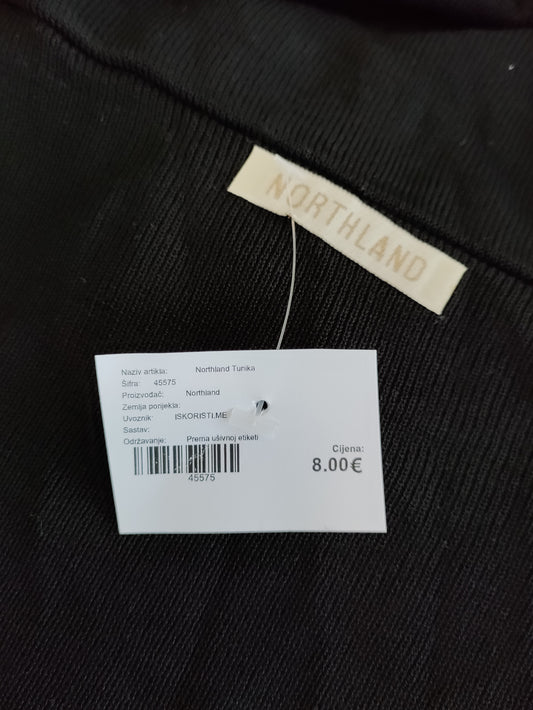 NORTHLAND
Naziv artikla: Northland Tunika
Šifra: 45575
Proizvođač: Northland
Zemlja porijekla:
Uvoznik: ISKORISTI.ME
Sastav:
Održavanje: Prema ušivnoj etiketi
45575
Cijena:
8.00€